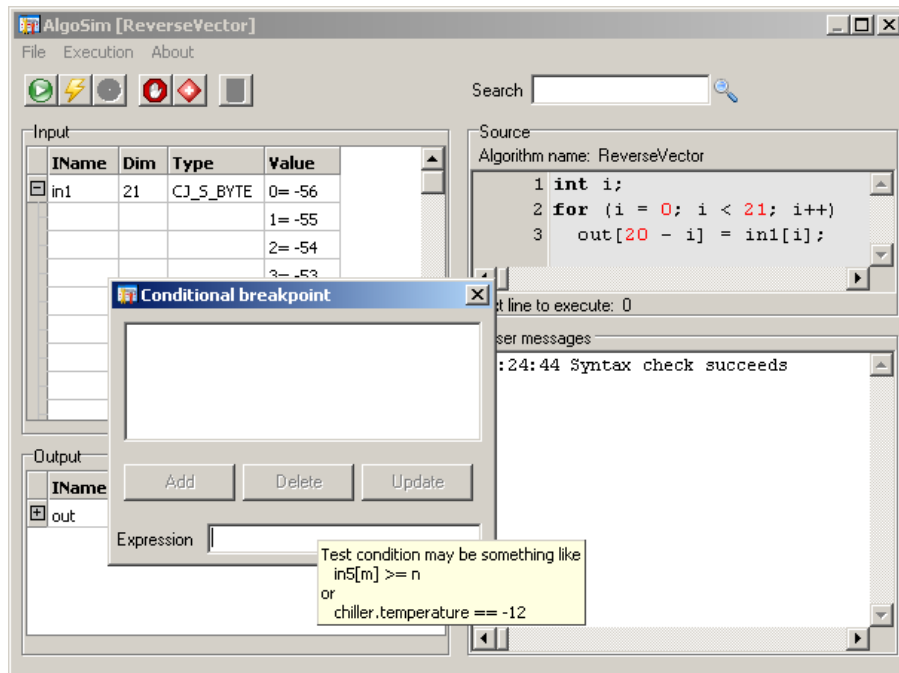 AlgoSim [ReverseVector]
File Execution About
Search
Input
IName Dim Type Value
in1 21 CJ_S_BYTE 0= -56
1= -55
2= -54
3= -53
Source
Algorithm name: ReverseVector
1 int i;
2 for (i = 0; i < 21; i++)
3 out[20 - i] = in1[i];
t line to execute: 0
ser messages
:24:44 Syntax check succeeds
Conditional breakpoint
Add Delete Update
Expression
Test condition may be something like
in5[m] >= n
or
chiller.temperature == -12
Output
IName
out